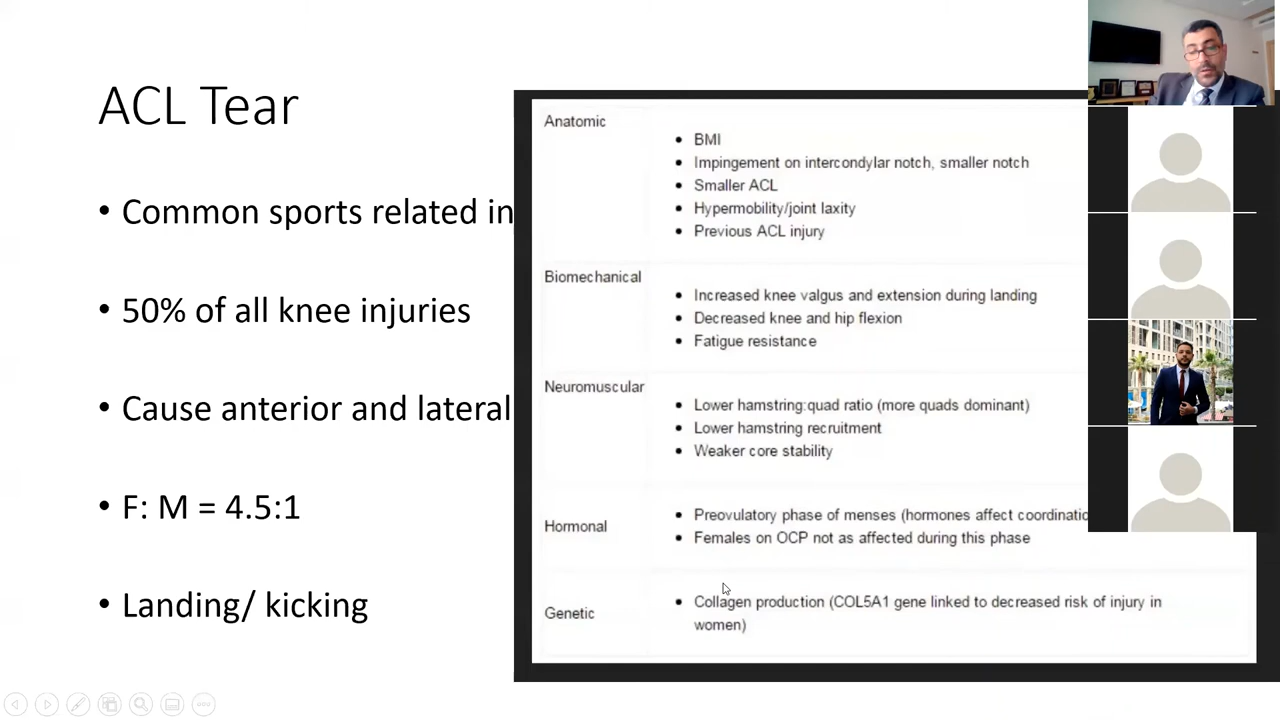 ACL Tear
• Common sports related in
• 50% of all knee injuries
• Cause anterior and lateral
• F: M = 4.5:1
• Landing/ kicking
Anatomic
• BMI
• Impingement on intercondylar notch, smaller notch
• Smaller ACL
• Hypermobility/joint laxity
• Previous ACL injury
Biomechanical
• Increased knee valgus and extension during landing
• Decreased knee and hip flexion
• Fatigue resistance
Neuromuscular
• Lower hamstring:quad ratio (more quads dominant)
• Lower hamstring recruitment
• Weaker core stability
Hormonal
• Preovulatory phase of menses (hormones affect coordinatio
• Females on OCP not as affected during this phase
Genetic
• Collagen production (COL5A1 gene linked to decreased risk of injury in
women)